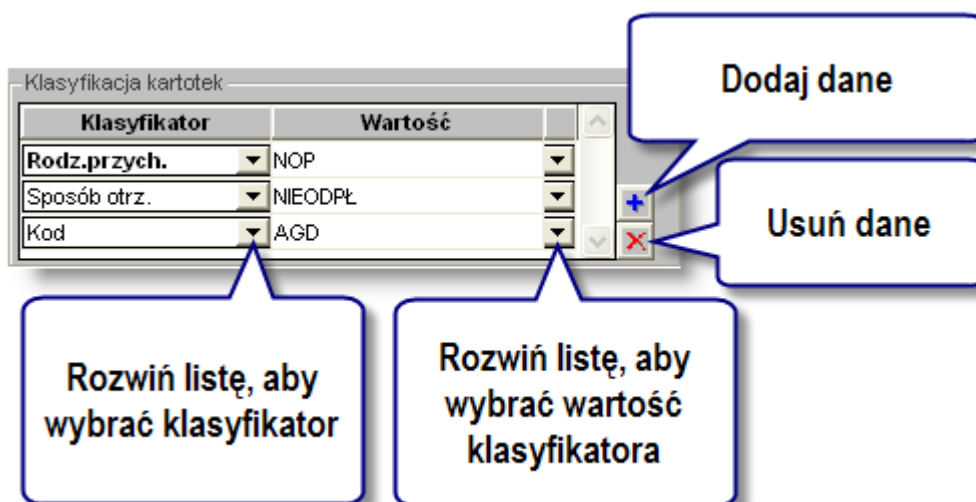 Dodaj dane
Klasyfikacja kartotek
Klasyfikator Wartość
Rodz.przych. NOP
Sposób otrz. NIEODPŁ
Kod AGD
Usuń dane
Rozwiń listę, aby
wybrać klasyfikator
Rozwiń listę, aby
wybrać wartość
klasyfikatora